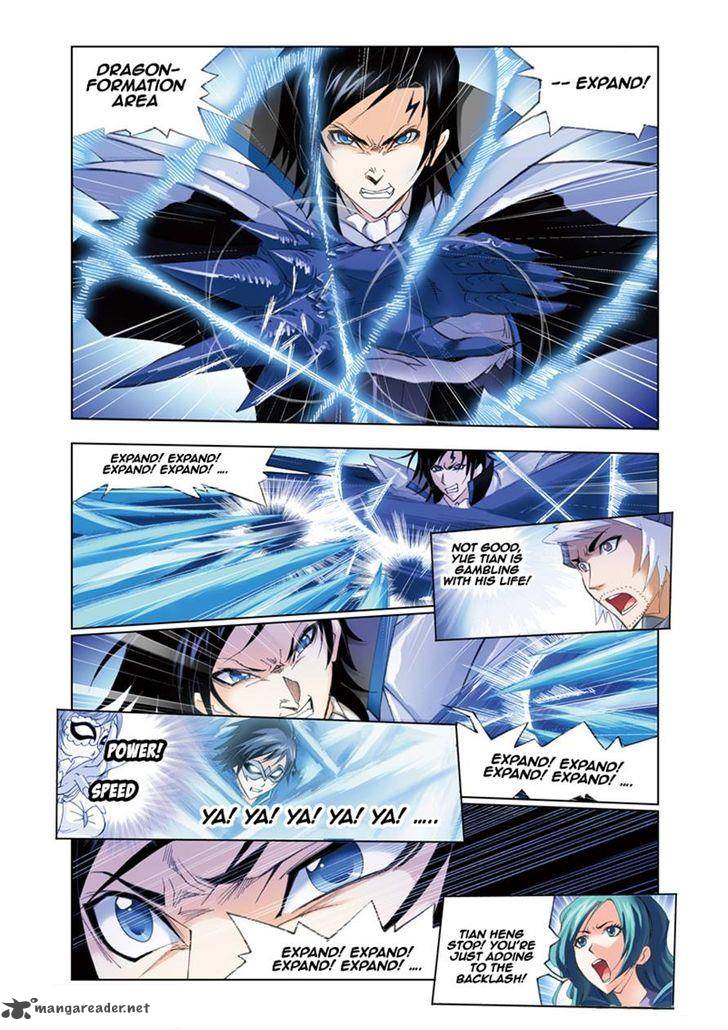 DRAGON-
FORMATION
AREA
-- EXPAND!
EXPAND! EXPAND!
EXPAND! EXPAND! ....
NOT GOOD,
YUE TIAN IS
GAMBLING
WITH HIS LIFE!
POWER!
SPEED
YA! YA! YA! YA! YA! .....
EXPAND! EXPAND!
EXPAND! EXPAND! ....
EXPAND! EXPAND!
EXPAND! EXPAND! ....
TIAN HENG
STOP! YOU'RE
JUST ADDING
TO THE
BACKLASH!
mangareader.net